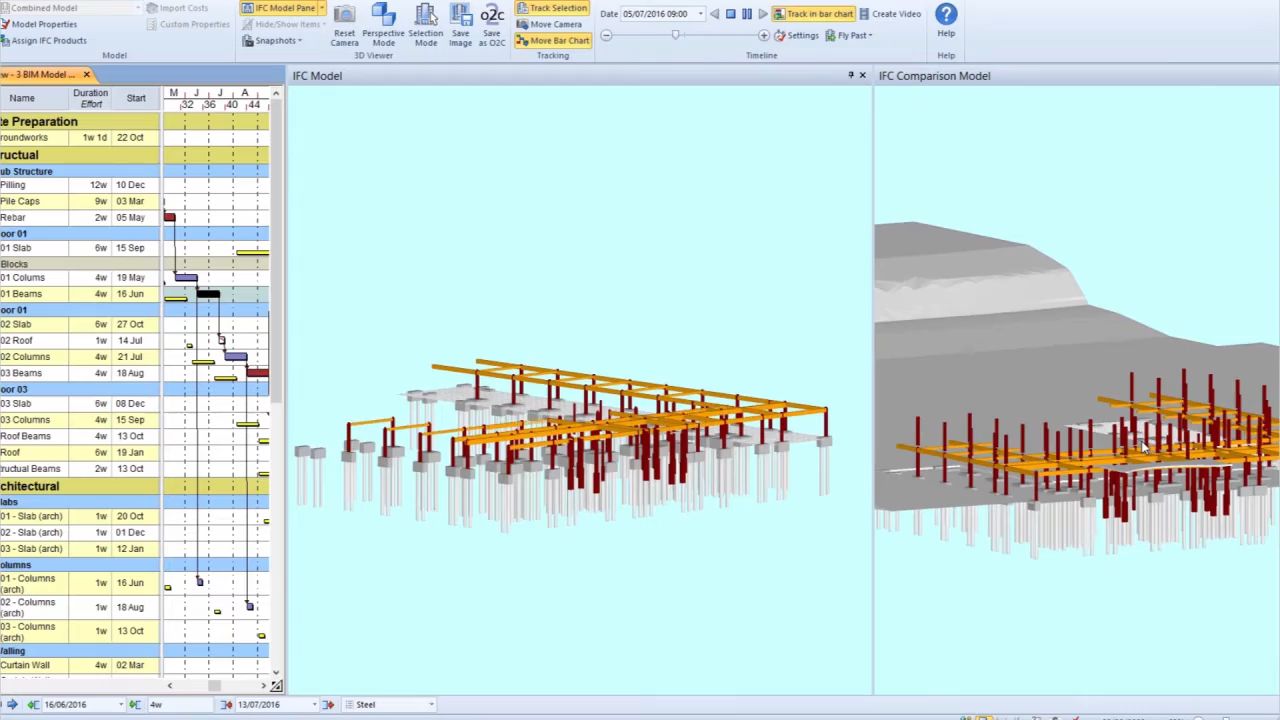 Combined Model
Import Costs
Model Properties
Custom Properties
Assign IFC Products
Model
IFC Model Pane
Hide/Show Items
Snapshots
Reset Camera
Perspective Mode
Selection Mode
Save Image
Save as O2C
3D Viewer
Track Selection
Move Camera
Move Bar Chart
Tracking
Date 05/07/2016 09:00
Track in bar chart
Create Video
Settings
Fly Past
Timeline
Help
Help
w - 3 BIM Model ...
IFC Model
IFC Comparison Model
Name Duration Effort Start M J J A
32 36 40 44
te Preparation
roundworks 1w 1d 22 Oct
ructual
ub Structure
Pilling 12w 10 Dec
Pile Caps 9w 03 Mar
Rebar 2w 05 May
oor 01
01 Slab 6w 15 Sep
Blocks
01 Colums 4w 19 May
01 Beams 4w 16 Jun
oor 01
02 Slab 6w 27 Oct
02 Roof 1w 14 Jul
02 Columns 4w 21 Jul
03 Beams 4w 18 Aug
oor 03
03 Slab 6w 08 Dec
03 Columns 4w 15 Sep
Roof Beams 4w 13 Oct
Roof 6w 19 Jan
ructual Beams 2w 13 Oct
chitectural
labs
01 - Slab (arch) 1w 20 Oct
02 - Slab (arch) 1w 01 Dec
03 - Slab (arch) 1w 12 Jan
olumns
01 - Columns (arch) 1w 16 Jun
02 - Columns (arch) 1w 18 Aug
03 - Columns (arch) 1w 13 Oct
Walling
Curtain Wall 4w 02 Mar
16/06/2016 4w 13/07/2016 Steel